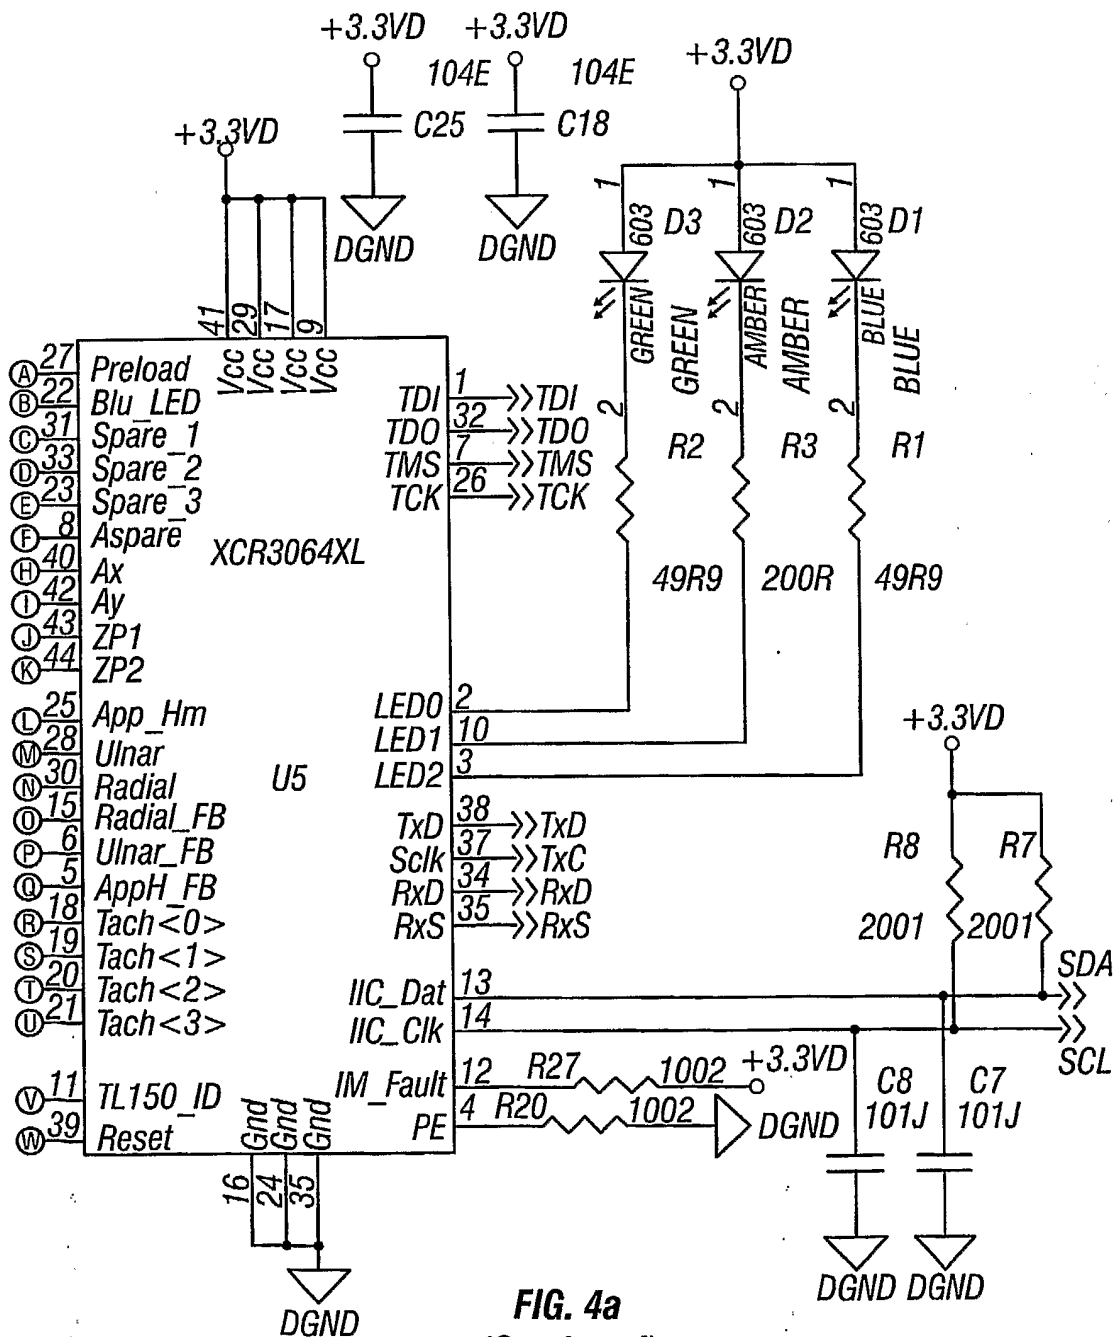 +3.3VD +3.3VD
104E 104E
C25 C18
DGND DGND
+3.3VD
+3.3VD
1 1 1
603 D3 603 D2 603 D1
GREEN GREEN AMBER AMBER BLUE BLUE
2 2 2
R2 R3 R1
49R9 200R 49R9
41 29 17 9
Vcc Vcc Vcc Vcc
A 27 Preload
B 22 Blu_LED
C 31 Spare_1
D 33 Spare_2
E 23 Spare_3
F 8 Aspare
H 40 Ax
I 42 Ay
J 43 ZP1
K 44 ZP2
L 25 App_Hm
M 28 Ulnar
N 30 Radial
O 15 Radial_FB
P 6 Ulnar_FB
Q 5 AppH_FB
R 18 Tach<0>
S 19 Tach<1>
T 20 Tach<2>
U 21 Tach<3>
V 11 TL150_ID
W 39 Reset
XCR3064XL
U5
TDI 1 TDI
TDO 32 TDO
TMS 7 TMS
TCK 26 TCK
LED0 2
LED1 10
LED2 3
TxD 38 TxD
Sclk 37 TxC
RxD 34 RxD
RxS 35 RxS
IIC_Dat 13
IIC_Clk 14
IM_Fault 12 R27 1002 +3.3VD
PE 4 R20 1002 DGND
+3.3VD
R8 R7
2001 2001
SDA
SCL
C8 C7
101J 101J
DGND DGND
Gnd Gnd Gnd
16 24 35
DGND
FIG. 4a